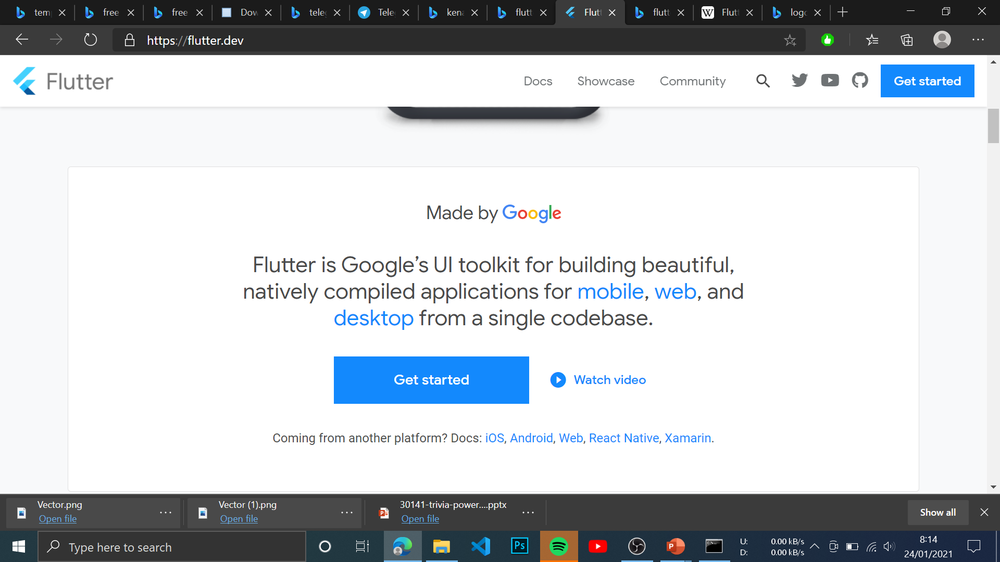 tem
free
free
Dow
tele
Tele
ken
flutt
Flutt
flutt
Flutt
logo
https://flutter.dev
Flutter
Docs
Showcase
Community
Get started
Made by Google
Flutter is Google’s UI toolkit for building beautiful,
natively compiled applications for mobile, web, and
desktop from a single codebase.
Get started
Watch video
Coming from another platform? Docs: iOS, Android, Web, React Native, Xamarin.
Vector.png
Open file
Vector (1).png
Open file
30141-trivia-power....pptx
Open file
Show all
Type here to search
Ps
U: 0.00 kB/s
D: 0.00 kB/s
8:14
24/01/2021